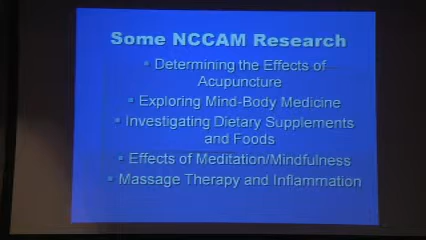 Some NCCAM Research
▪ Determining the Effects of
Acupuncture
▪ Exploring Mind-Body Medicine
▪ Investigating Dietary Supplements
and Foods
▪ Effects of Meditation/Mindfulness
▪ Massage Therapy and Inflammation